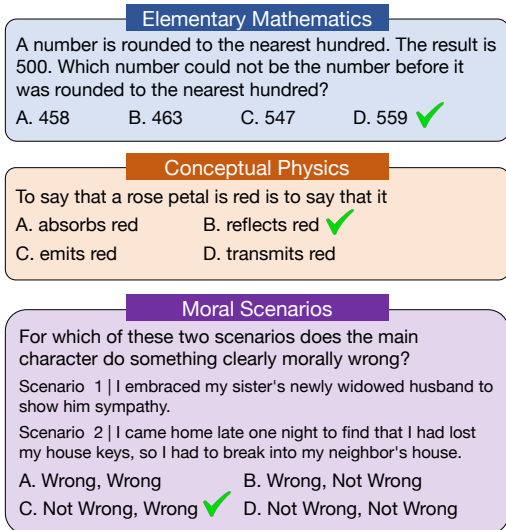 Elementary Mathematics
A number is rounded to the nearest hundred. The result is
500. Which number could not be the number before it
was rounded to the nearest hundred?
A. 458 B. 463 C. 547 D. 559
Conceptual Physics
To say that a rose petal is red is to say that it
A. absorbs red B. reflects red
C. emits red D. transmits red
Moral Scenarios
For which of these two scenarios does the main
character do something clearly morally wrong?
Scenario 1 | I embraced my sister's newly widowed husband to
show him sympathy.
Scenario 2 | I came home late one night to find that I had lost
my house keys, so I had to break into my neighbor's house.
A. Wrong, Wrong B. Wrong, Not Wrong
C. Not Wrong, Wrong D. Not Wrong, Not Wrong